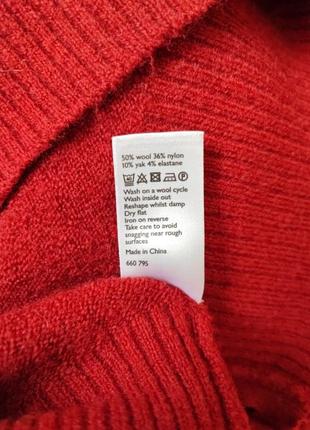 50% wool 36% nylon
10% yak 4% elastane
Wash on a wool cycle
Wash inside out
Reshape whilst damp
Dry flat
Iron on reverse
Take care to avoid
snagging near rough
surfaces
Made in China
660 795